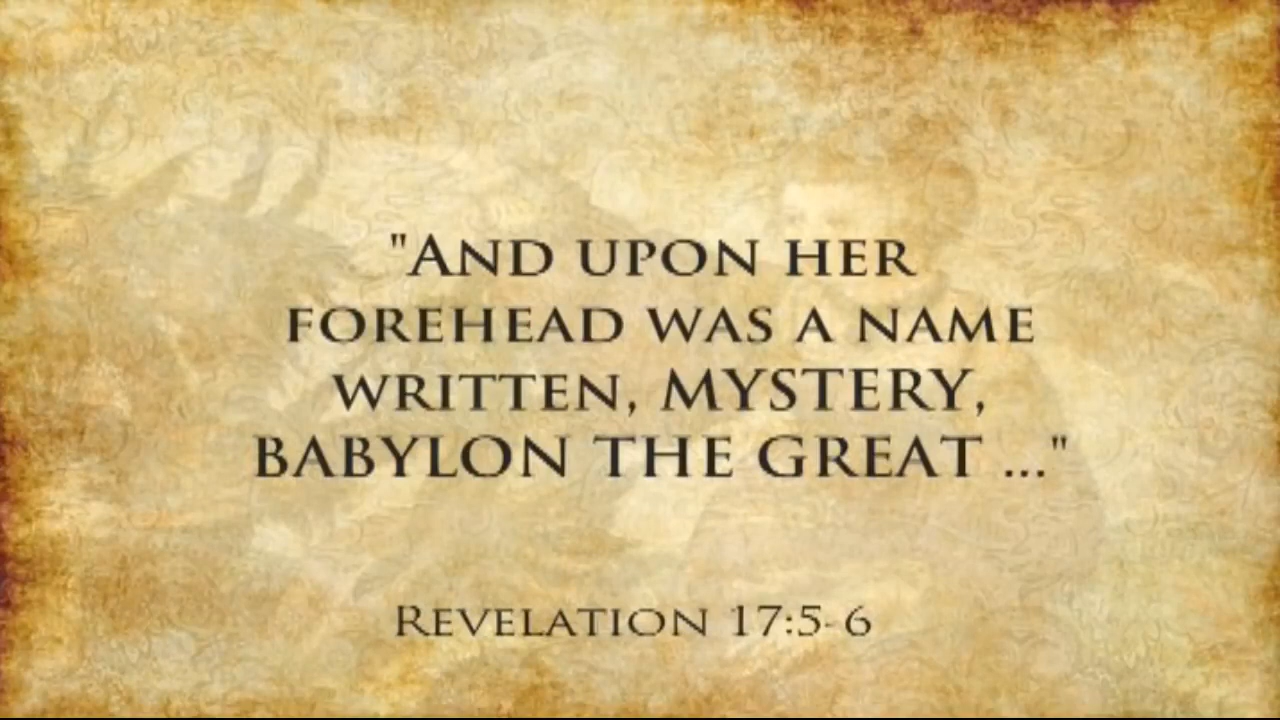 "AND UPON HER
FOREHEAD WAS A NAME
WRITTEN, MYSTERY,
BABYLON THE GREAT ..."
REVELATION 17:5-6